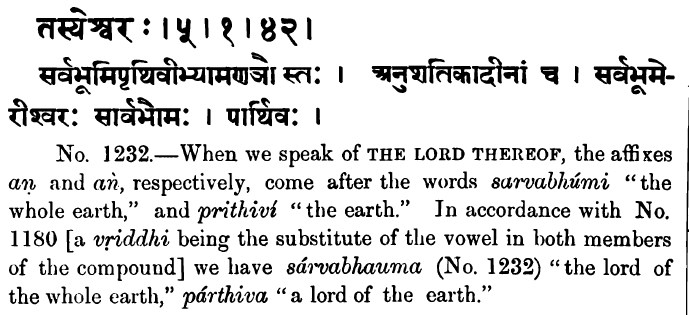 तस्येश्वरः । ५ । १ । ४२ ।
सर्वभूमिपृथिवीभ्यामणञौ स्तः । अनुशतिकादीनां च । सर्वभूमे-
रीश्वरः सार्वभौमः । पार्थिवः ।
No. 1232.—When we speak of THE LORD THEREOF, the affixes
aṇ and aṅ, respectively, come after the words sarvabhúmi “the
whole earth,” and prithiví “the earth.” In accordance with No.
1180 [a vṛiddhi being the substitute of the vowel in both members
of the compound] we have sárvabhauma (No. 1232) “the lord of
the whole earth,” párthiva “a lord of the earth.”